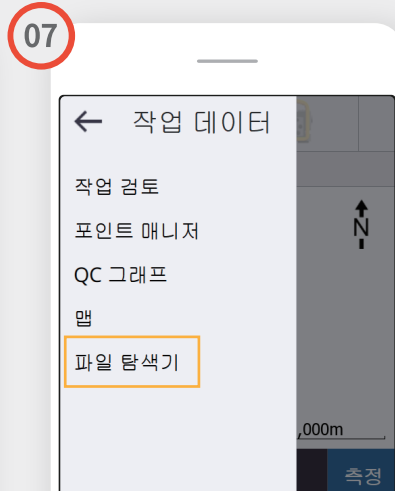 07
작업 데이터
작업 검토
포인트 매니저
QC 그래프
N
맵
파일 탐색기
,000m
측정